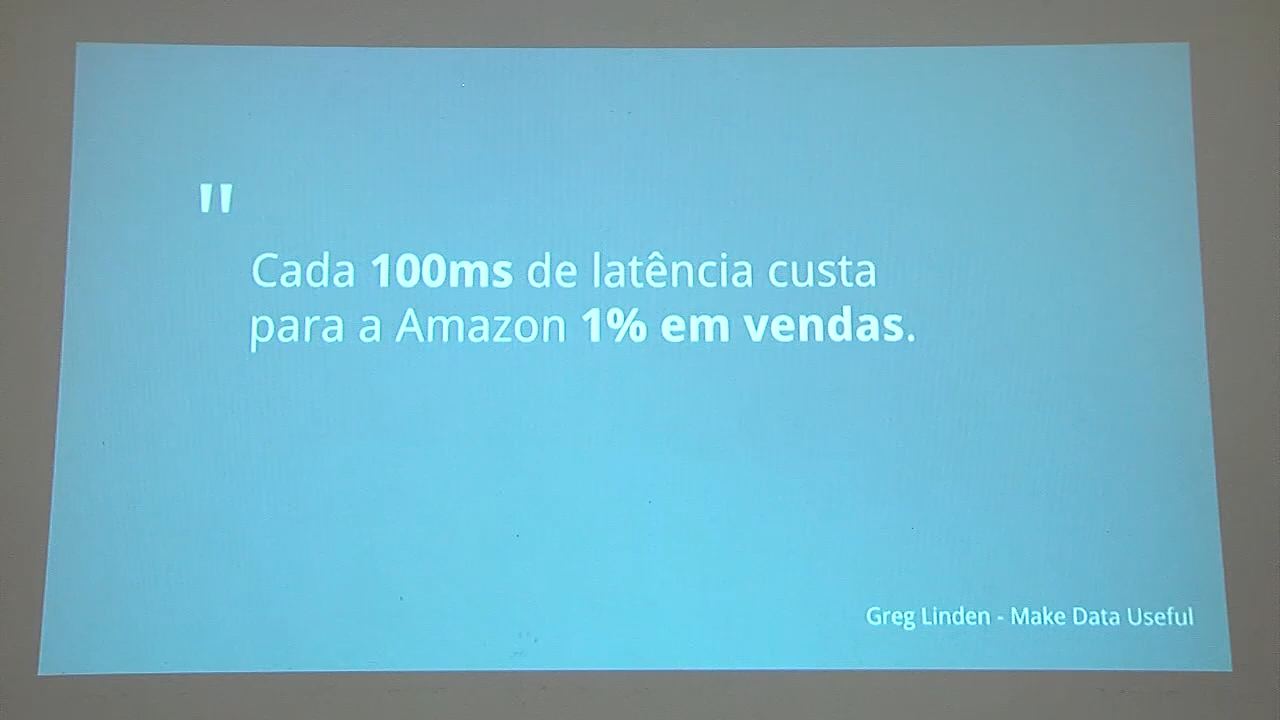 "
Cada 100ms de latência custa
para a Amazon 1% em vendas.
Greg Linden - Make Data Useful